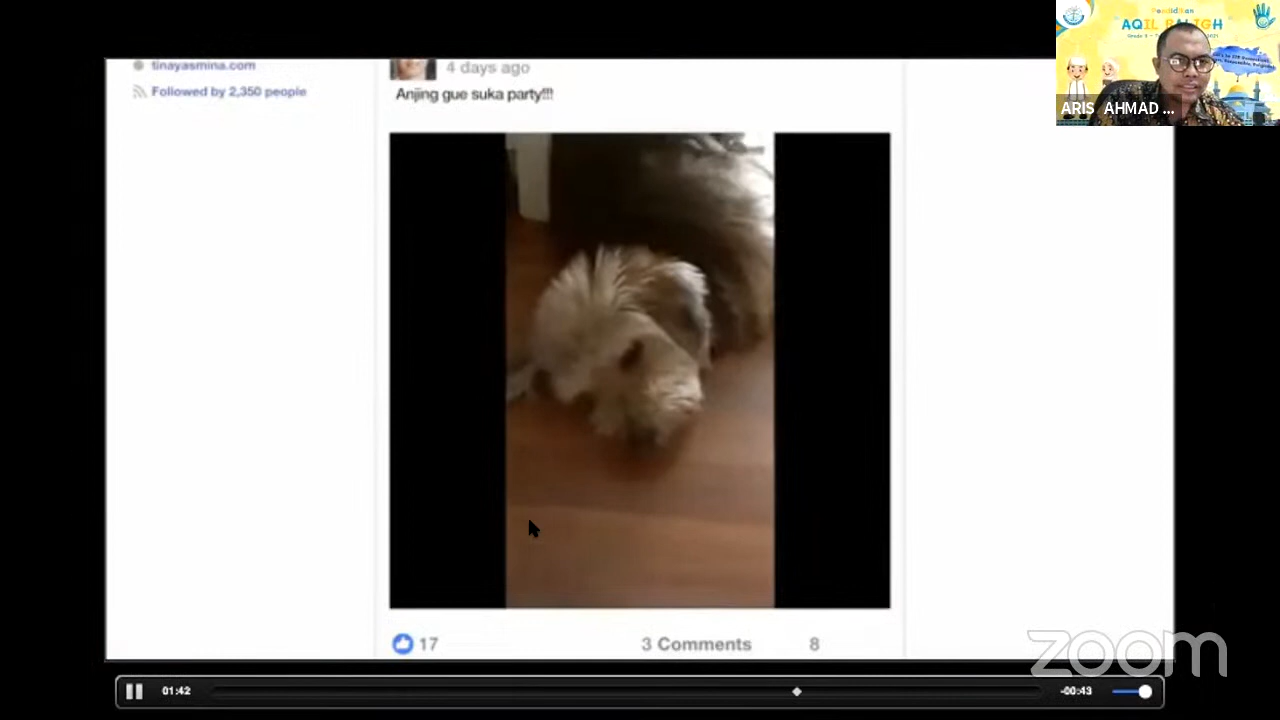 tinayasmina.com
Followed by 2,350 people
4 days ago
Anjing gue suka party!!!
17
3 Comments
8
01:42
-00:43
zoom
Pendidikan
AQIL BALIGH
ARIS AHMAD ...